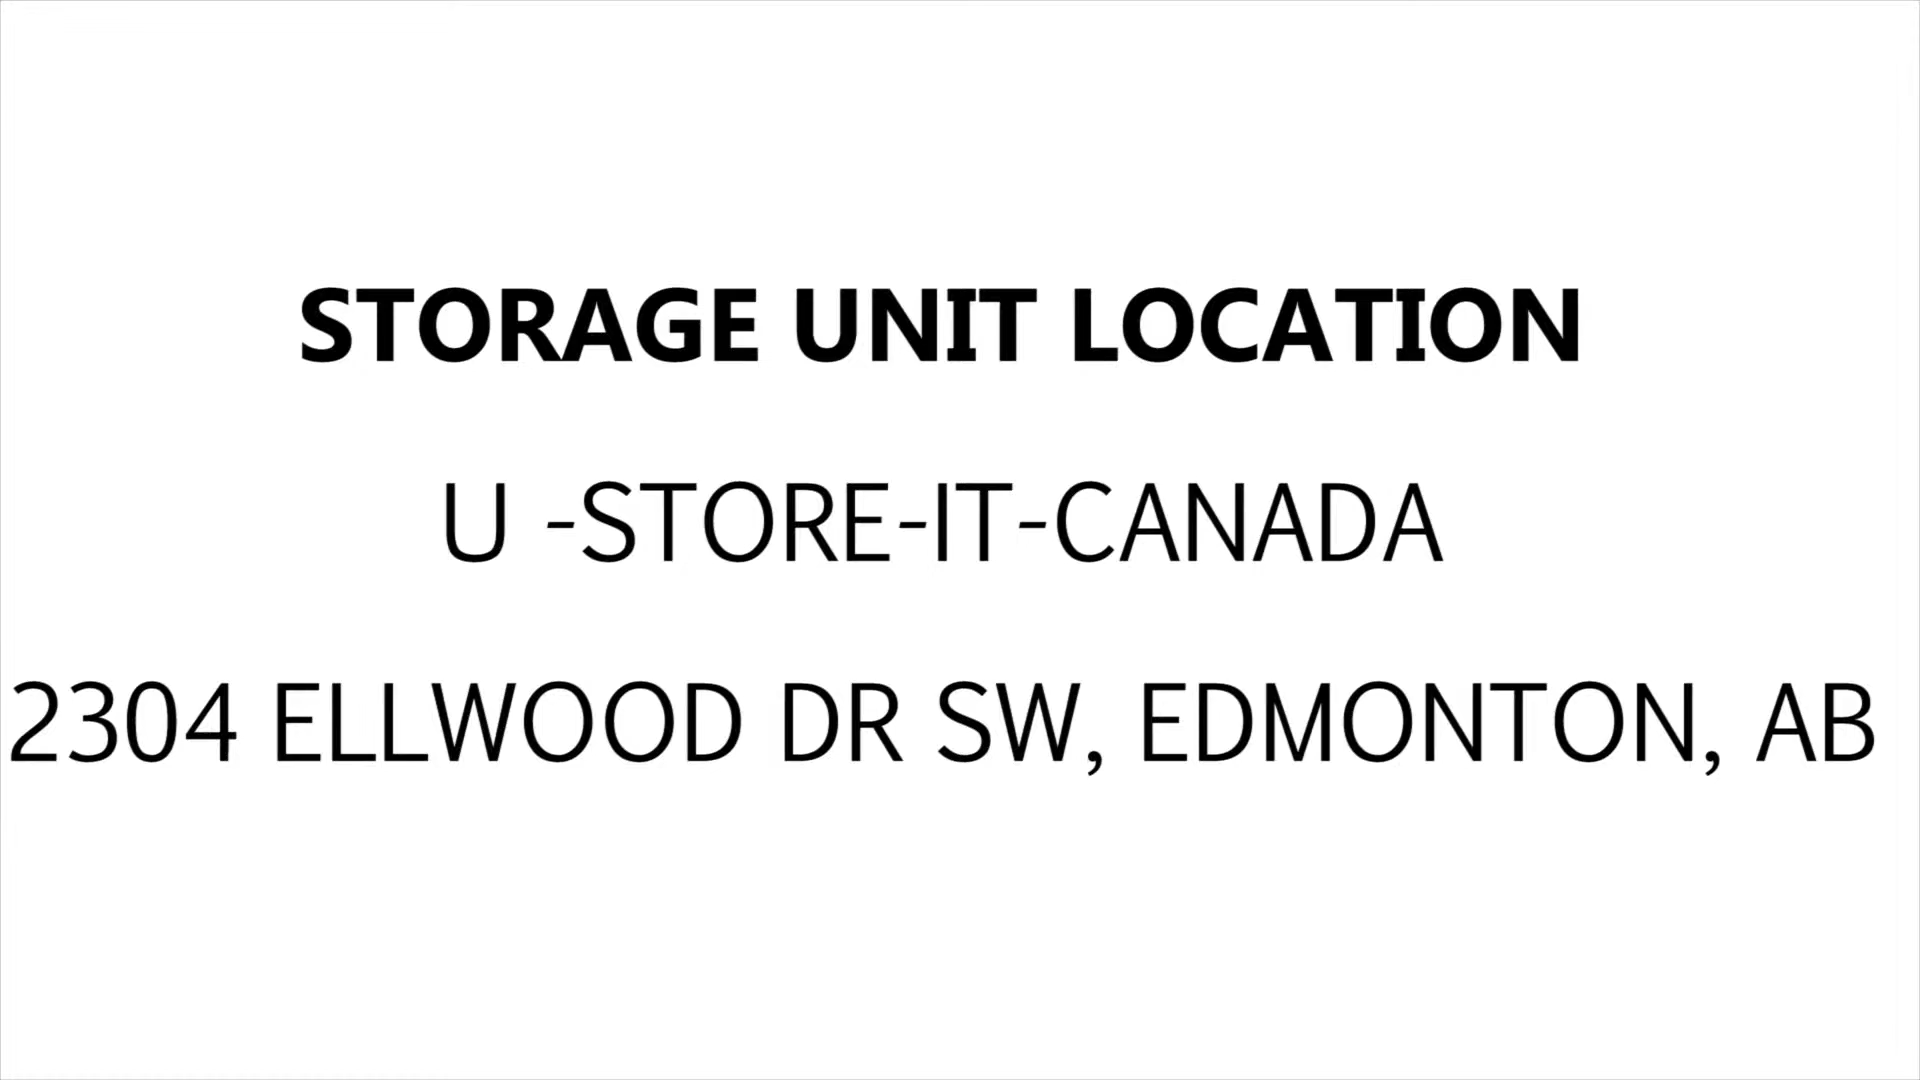 STORAGE UNIT LOCATION
U -STORE-IT-CANADA
2304 ELLWOOD DR SW, EDMONTON, AB